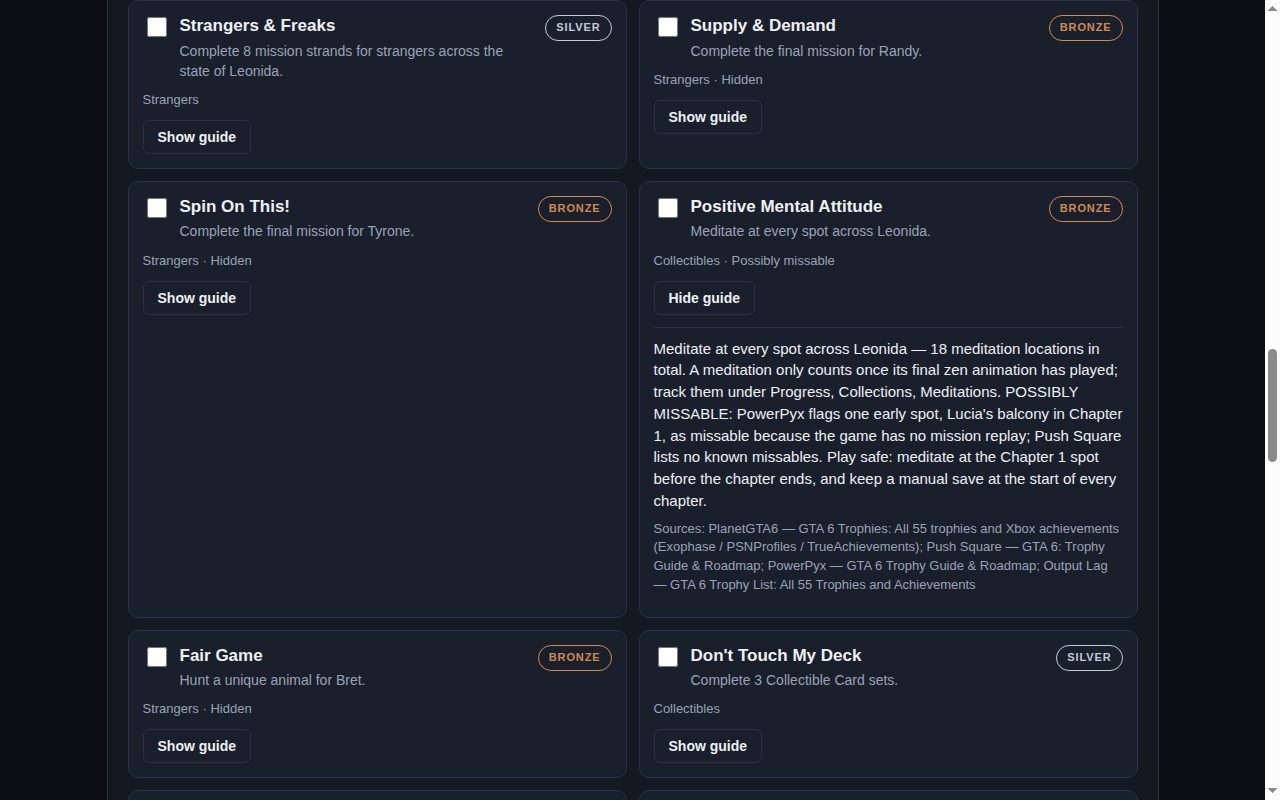 Strangers & Freaks
SILVER
Complete 8 mission strands for strangers across the
state of Leonida.
Strangers
Show guide
Supply & Demand
BRONZE
Complete the final mission for Randy.
Strangers · Hidden
Show guide
Spin On This!
BRONZE
Complete the final mission for Tyrone.
Strangers · Hidden
Show guide
Positive Mental Attitude
BRONZE
Meditate at every spot across Leonida.
Collectibles · Possibly missable
Hide guide
Meditate at every spot across Leonida — 18 meditation locations in
total. A meditation only counts once its final zen animation has played;
track them under Progress, Collections, Meditations. POSSIBLY
MISSABLE: PowerPyx flags one early spot, Lucia's balcony in Chapter
1, as missable because the game has no mission replay; Push Square
lists no known missables. Play safe: meditate at the Chapter 1 spot
before the chapter ends, and keep a manual save at the start of every
chapter.
Sources: PlanetGTA6 — GTA 6 Trophies: All 55 trophies and Xbox achievements
(Exophase / PSNProfiles / TrueAchievements); Push Square — GTA 6: Trophy
Guide & Roadmap; PowerPyx — GTA 6 Trophy Guide & Roadmap; Output Lag
— GTA 6 Trophy List: All 55 Trophies and Achievements
Fair Game
BRONZE
Hunt a unique animal for Bret.
Strangers · Hidden
Show guide
Don't Touch My Deck
SILVER
Complete 3 Collectible Card sets.
Collectibles
Show guide